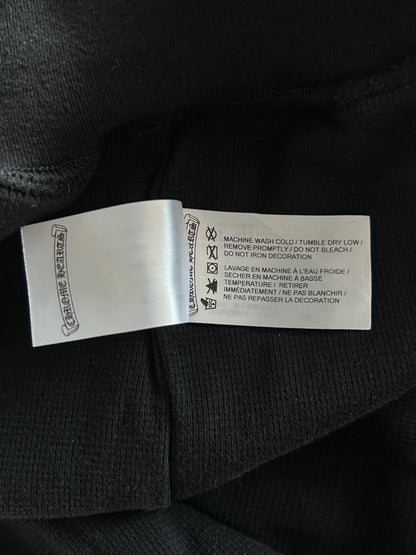 CHROME HEARTS
CHROME HEARTS
MACHINE WASH COLD / TUMBLE DRY LOW /
REMOVE PROMPTLY / DO NOT BLEACH /
DO NOT IRON DECORATION
LAVAGE EN MACHINE À L'EAU FROIDE /
SECHER EN MACHINE À BASSE
TEMPERATURE / RETIRER
IMMÉDIATEMENT / NE PAS BLANCHIR /
NE PAS REPASSER LA DECORATION